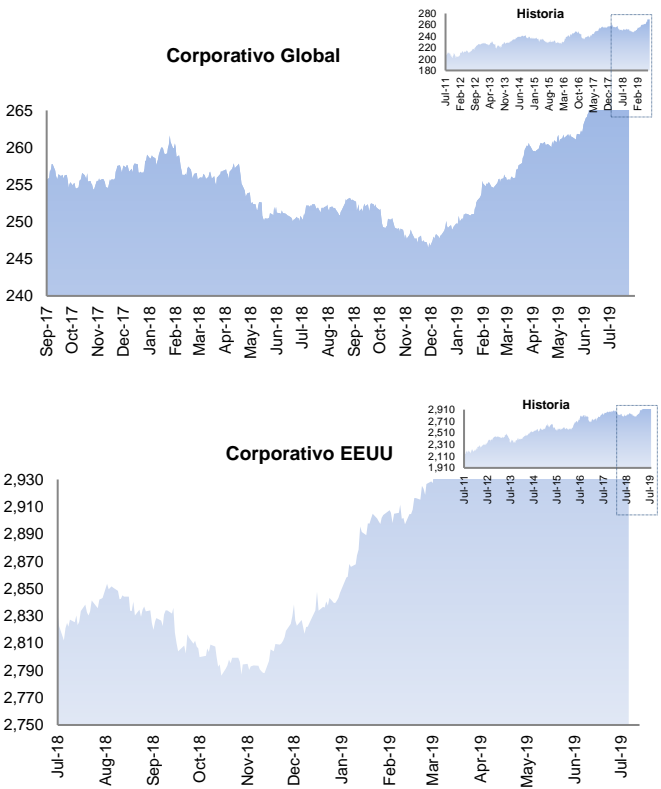 Historia
280
260
240
220
200
180
Jul-11
Feb-12
Sep-12
Apr-13
Nov-13
Jun-14
Jan-15
Aug-15
Mar-16
Oct-16
May-17
Dec-17
Jul-18
Feb-19
Corporativo Global
265
260
255
250
245
240
Sep-17
Oct-17
Nov-17
Dec-17
Jan-18
Feb-18
Mar-18
Apr-18
May-18
Jun-18
Jul-18
Aug-18
Sep-18
Oct-18
Nov-18
Dec-18
Jan-19
Feb-19
Mar-19
Apr-19
May-19
Jun-19
Jul-19
Historia
2,910
2,710
2,510
2,310
2,110
1,910
Jul-11
Jul-12
Jul-13
Jul-14
Jul-15
Jul-16
Jul-17
Jul-18
Jul-19
Corporativo EEUU
2,930
2,910
2,890
2,870
2,850
2,830
2,810
2,790
2,770
2,750
Jul-18
Aug-18
Sep-18
Oct-18
Nov-18
Dec-18
Jan-19
Feb-19
Mar-19
Apr-19
May-19
Jun-19
Jul-19